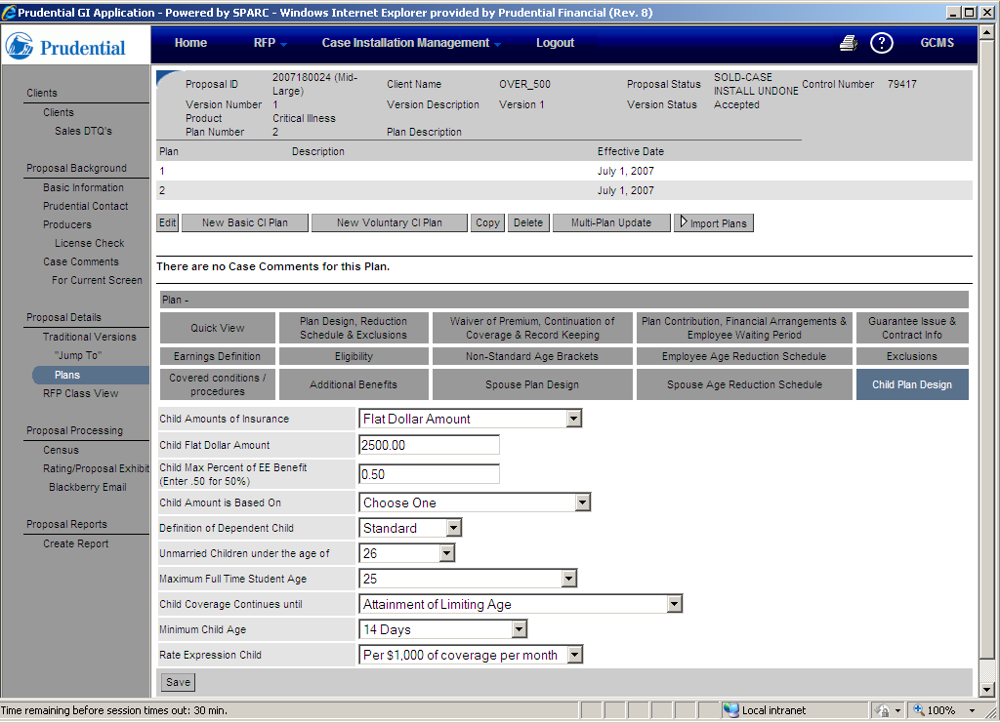 Prudential GI Application - Powered by SPARC - Windows Internet Explorer provided by Prudential Financial (Rev. 8)
Prudential
Home RFP Case Installation Management Logout ? GCMS
Clients
Clients
Sales DTQ's
Proposal Background
Basic Information
Prudential Contact
Producers
License Check
Case Comments
For Current Screen
Proposal Details
Traditional Versions
"Jump To"
Plans
RFP Class View
Proposal Processing
Census
Rating/Proposal Exhibit
Blackberry Email
Proposal Reports
Create Report
Proposal ID 2007180024 (Mid-Large) Client Name OVER_500 Proposal Status SOLD-CASE INSTALL UNDONE Control Number 79417
Version Number 1 Version Description Version 1 Version Status Accepted
Product Critical Illness
Plan Number 2 Plan Description
Plan Description Effective Date
1 July 1, 2007
2 July 1, 2007
Edit New Basic CI Plan New Voluntary CI Plan Copy Delete Multi-Plan Update Import Plans
There are no Case Comments for this Plan.
Plan -
Quick View Plan Design, Reduction Schedule & Exclusions Waiver of Premium, Continuation of Coverage & Record Keeping Plan Contribution, Financial Arrangements & Employee Waiting Period Guarantee Issue & Contract Info
Earnings Definition Eligibility Non-Standard Age Brackets Employee Age Reduction Schedule Exclusions
Covered conditions / procedures Additional Benefits Spouse Plan Design Spouse Age Reduction Schedule Child Plan Design
Child Amounts of Insurance Flat Dollar Amount
Child Flat Dollar Amount 2500.00
Child Max Percent of EE Benefit
(Enter .50 for 50%) 0.50
Child Amount is Based On Choose One
Definition of Dependent Child Standard
Unmarried Children under the age of 26
Maximum Full Time Student Age 25
Child Coverage Continues until Attainment of Limiting Age
Minimum Child Age 14 Days
Rate Expression Child Per $1,000 of coverage per month
Save
Time remaining before session times out: 30 min. Local intranet 100%